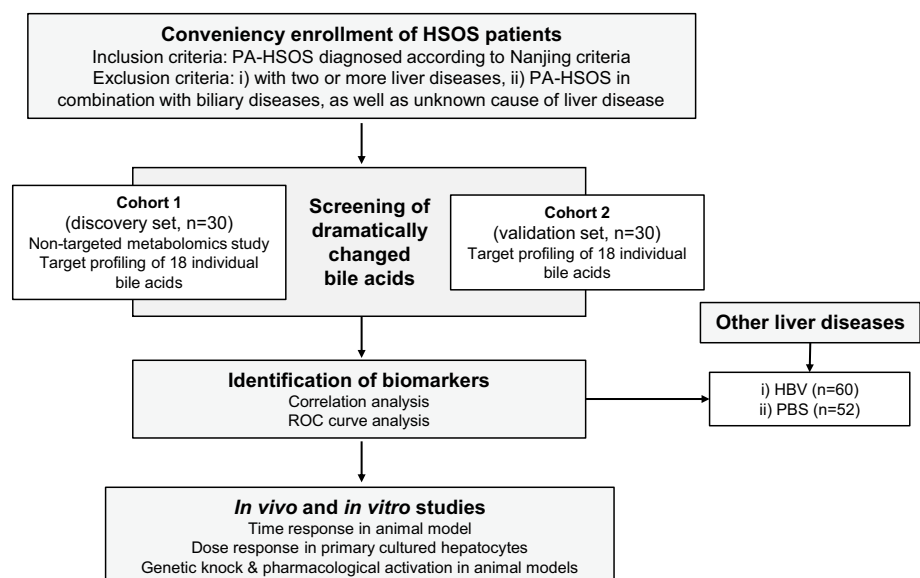 Conveniency enrollment of HSOS patients
Inclusion criteria: PA-HSOS diagnosed according to Nanjing criteria
Exclusion criteria: i) with two or more liver diseases, ii) PA-HSOS in
combination with biliary diseases, as well as unknown cause of liver disease
Cohort 1
(discovery set, n=30)
Non-targeted metabolomics study
Target profiling of 18 individual
bile acids
Screening of
dramatically
changed
bile acids
Cohort 2
(validation set, n=30)
Target profiling of 18 individual
bile acids
Other liver diseases
i) HBV (n=60)
ii) PBS (n=52)
Identification of biomarkers
Correlation analysis
ROC curve analysis
In vivo and in vitro studies
Time response in animal model
Dose response in primary cultured hepatocytes
Genetic knock & pharmacological activation in animal models